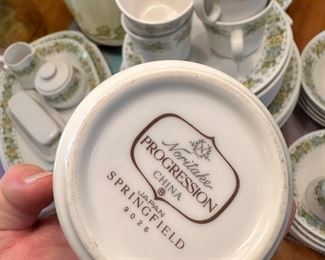 Noritake
PROGRESSION
CHINA
®
JAPAN
SPRINGFIELD
9026